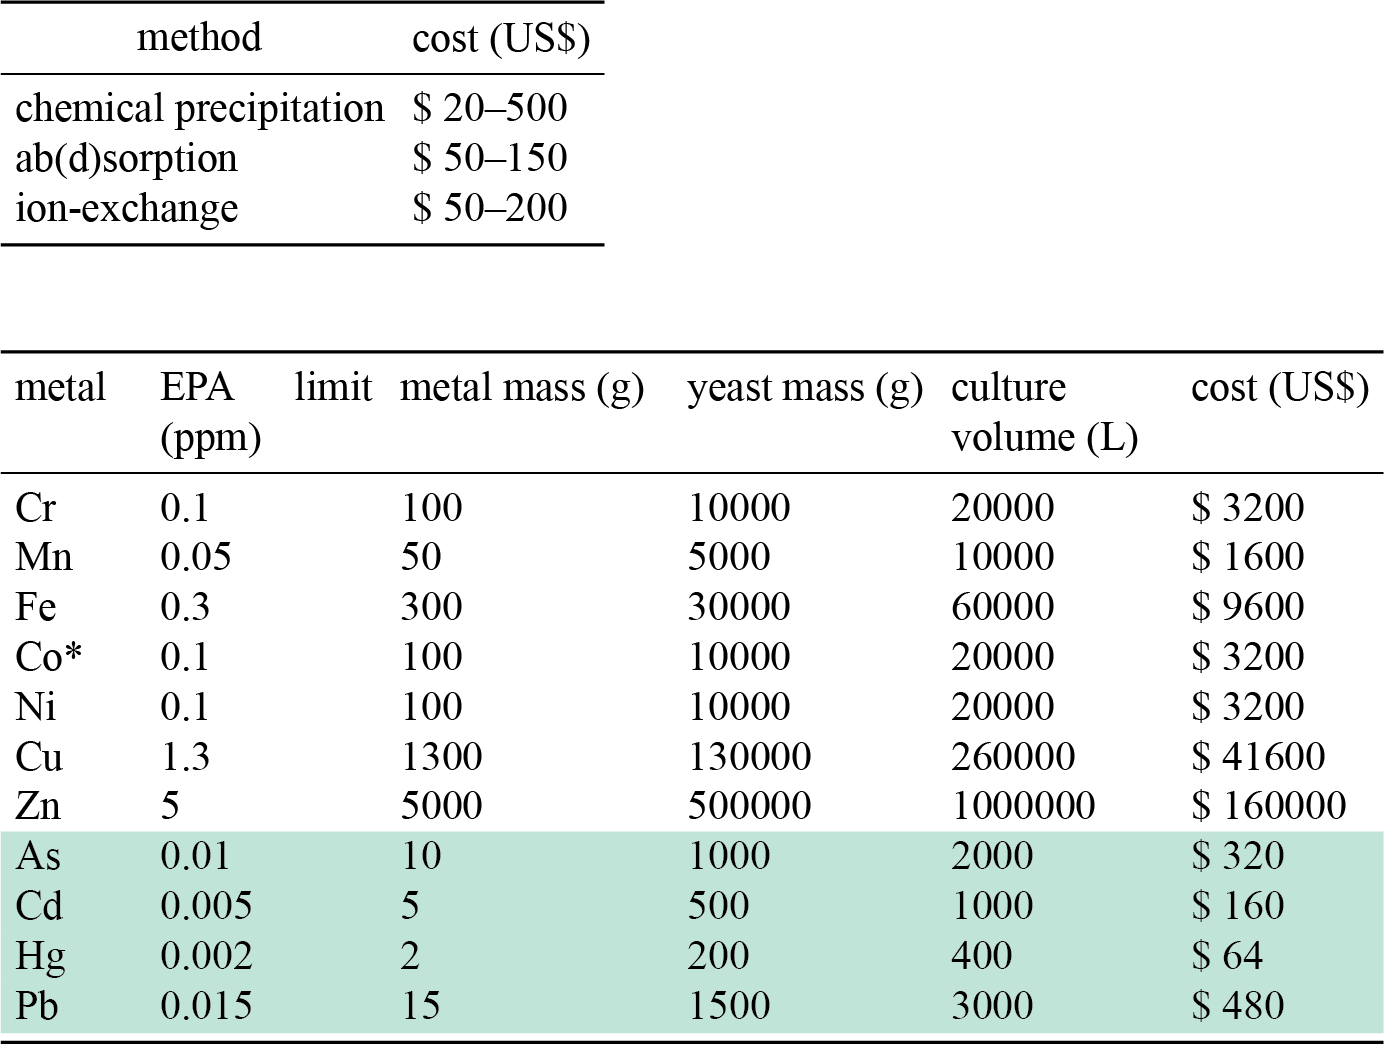 method cost (US$)
chemical precipitation $ 20–500
ab(d)sorption $ 50–150
ion-exchange $ 50–200
metal EPA limit metal mass (g) yeast mass (g) culture cost (US$)
(ppm) volume (L)
Cr 0.1 100 10000 20000 $ 3200
Mn 0.05 50 5000 10000 $ 1600
Fe 0.3 300 30000 60000 $ 9600
Co* 0.1 100 10000 20000 $ 3200
Ni 0.1 100 10000 20000 $ 3200
Cu 1.3 1300 130000 260000 $ 41600
Zn 5 5000 500000 1000000 $ 160000
As 0.01 10 1000 2000 $ 320
Cd 0.005 5 500 1000 $ 160
Hg 0.002 2 200 400 $ 64
Pb 0.015 15 1500 3000 $ 480